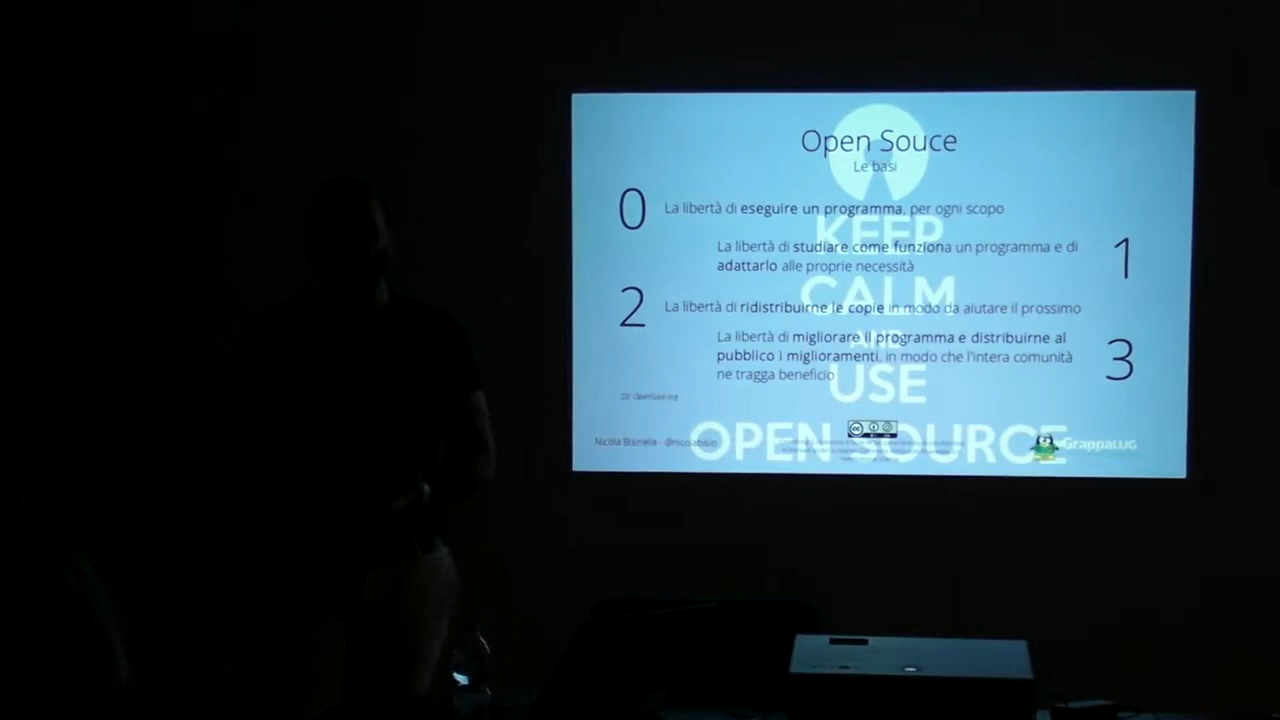 Open Souce
Le basi
0
La libertà di eseguire un programma, per ogni scopo
La libertà di studiare come funziona un programma e di
adattarlo alle proprie necessità
1
2
La libertà di ridistribuirne le copie in modo da aiutare il prossimo
La libertà di migliorare il programma e distribuirne al
pubblico i miglioramenti, in modo che l'intera comunità
ne tragga beneficio
3
KEEP
CALM
AND
USE
OPEN SOURCE
Nicola Bisinella - @nicolabisio
cc
GrappaLUG